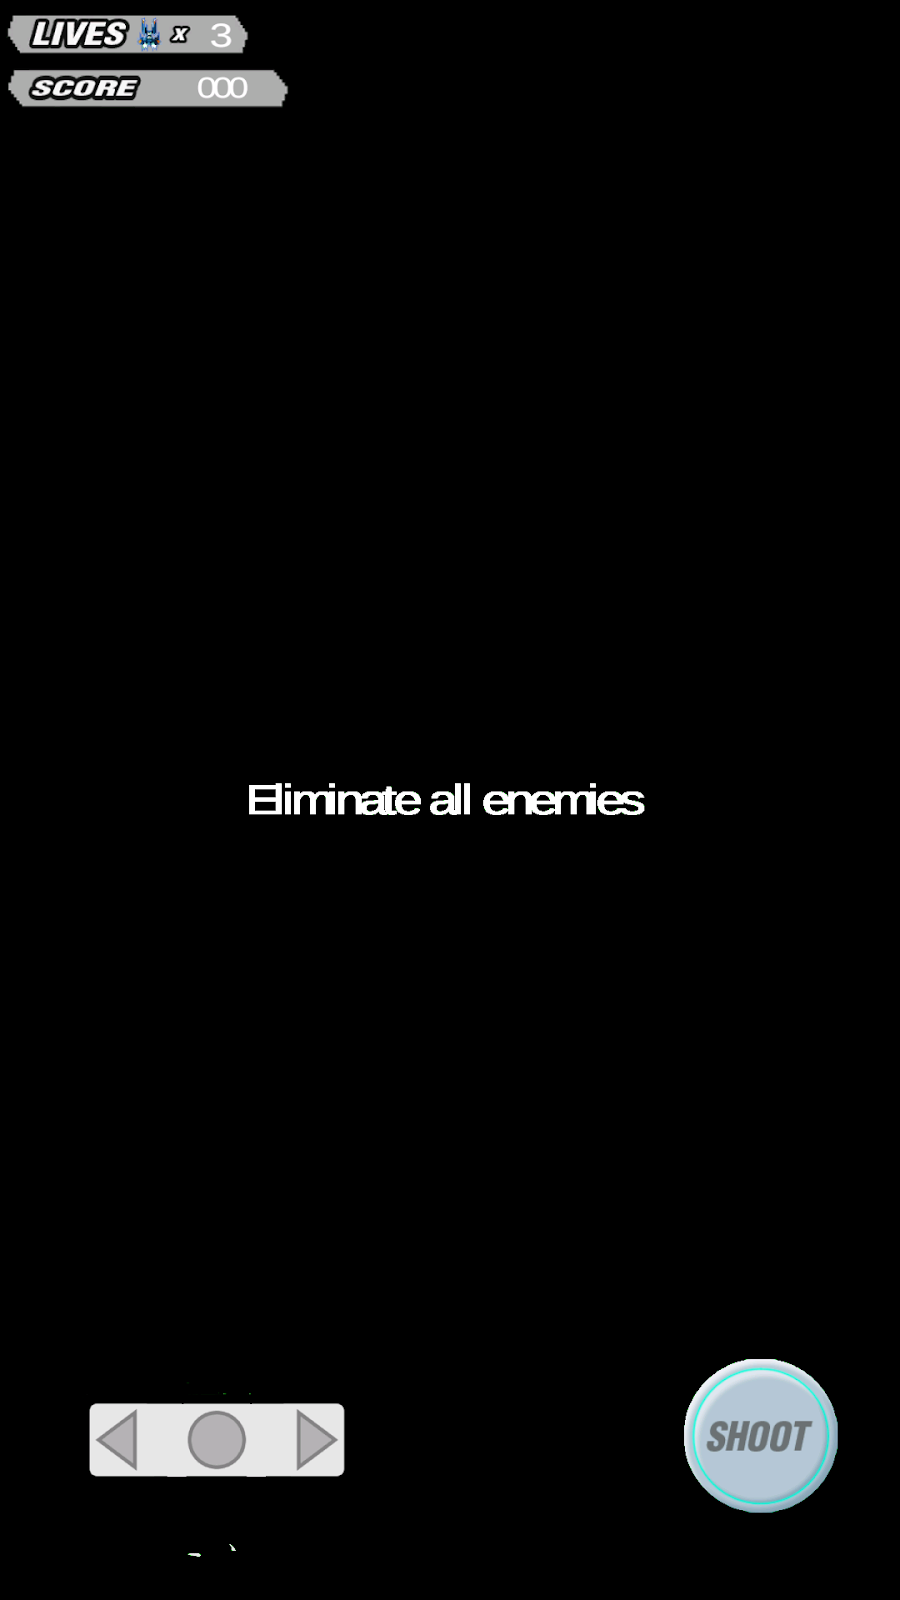 LIVES x 3
SCORE 000
Eliminate all enemies
SHOOT